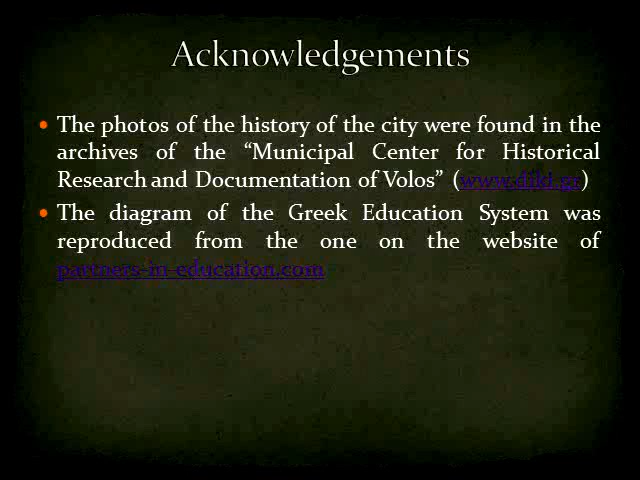 Acknowledgements
• The photos of the history of the city were found in the
archives of the “Municipal Center for Historical
Research and Documentation of Volos” (www.diki.gr)
• The diagram of the Greek Education System was
reproduced from the one on the website of
partners-in-education.com